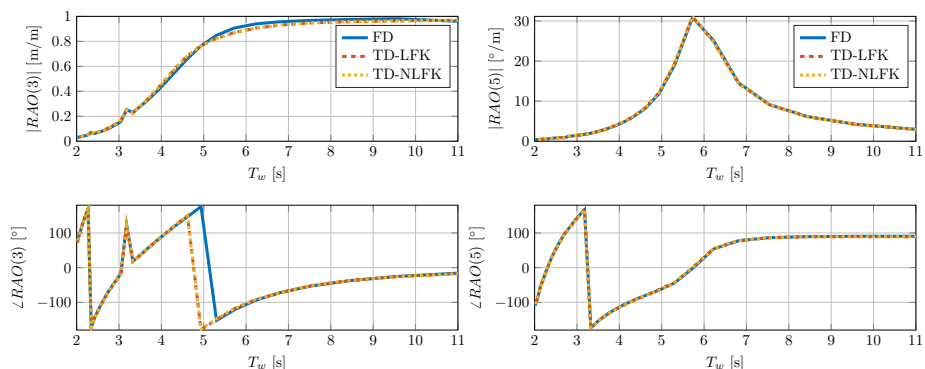 |RAO(3)| [m/m]
1
0.8
0.6
0.4
0.2
0
2 3 4 5 6 7 8 9 10 11
T_w [s]
FD
TD-LFK
TD-NLFK
|RAO(5)| [°/m]
30
20
10
0
2 3 4 5 6 7 8 9 10 11
T_w [s]
FD
TD-LFK
TD-NLFK
∠RAO(3) [°]
100
0
−100
2 3 4 5 6 7 8 9 10 11
T_w [s]
∠RAO(5) [°]
100
0
−100
2 3 4 5 6 7 8 9 10 11
T_w [s]